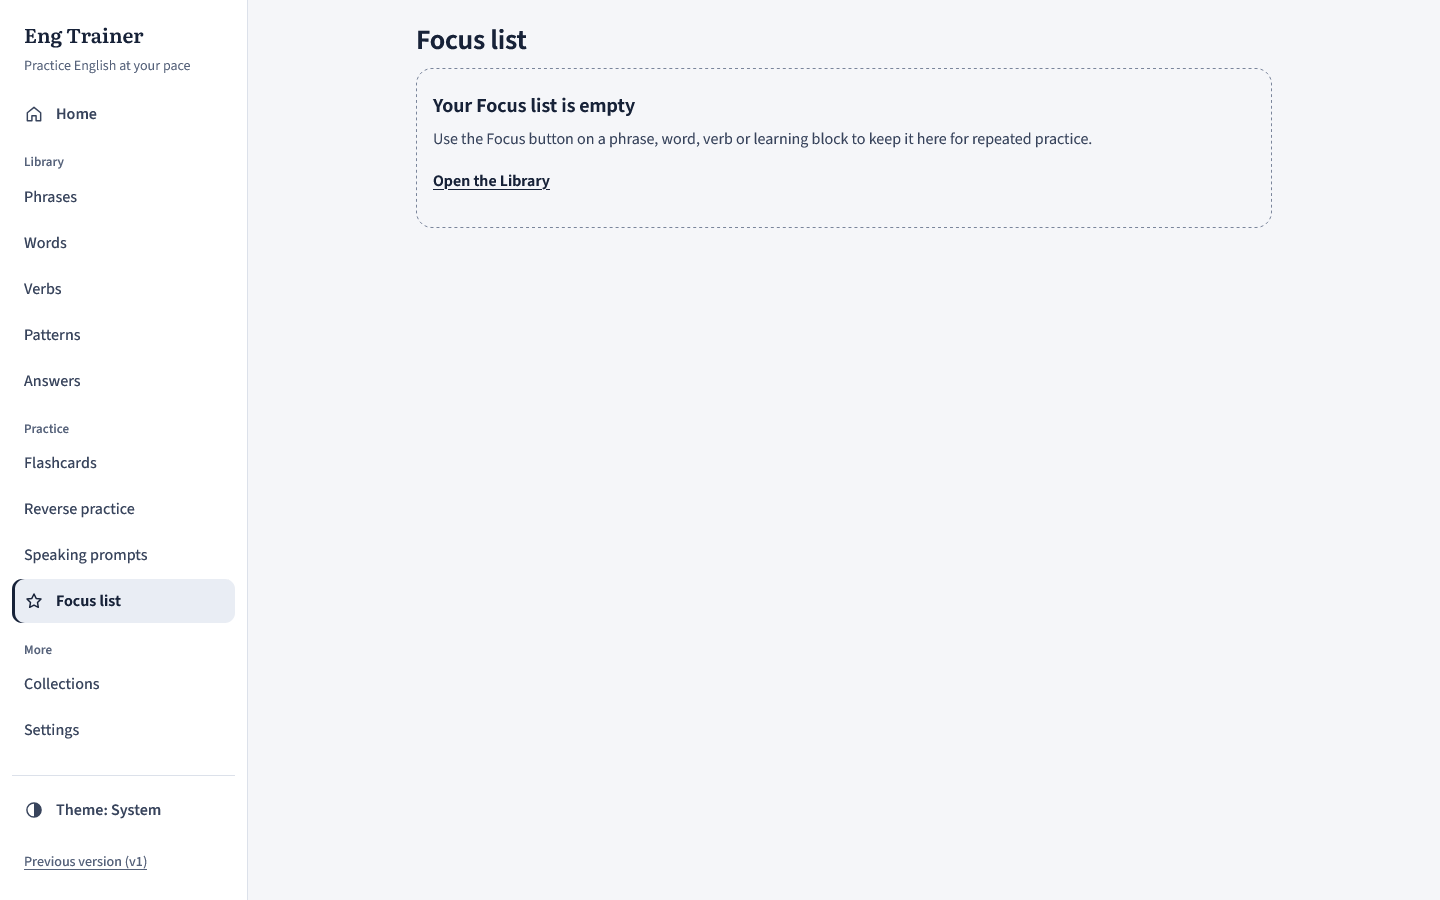 Eng Trainer
Practice English at your pace
Home
Library
Phrases
Words
Verbs
Patterns
Answers
Practice
Flashcards
Reverse practice
Speaking prompts
Focus list
More
Collections
Settings
Theme: System
Previous version (v1)
Focus list
Your Focus list is empty
Use the Focus button on a phrase, word, verb or learning block to keep it here for repeated practice.
Open the Library